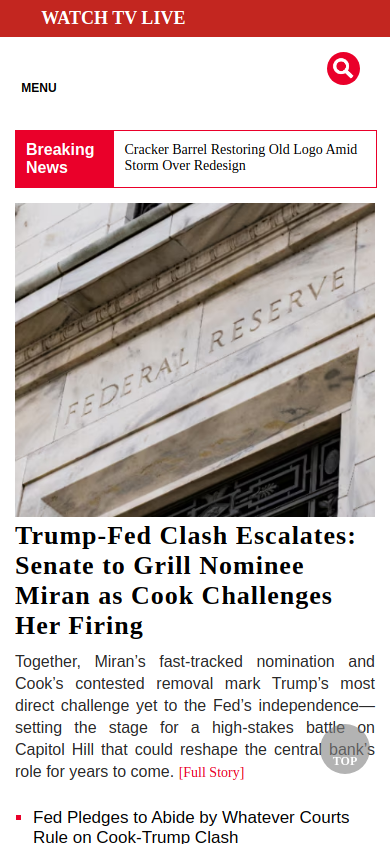 WATCH TV LIVE
MENU
Breaking
News
Cracker Barrel Restoring Old Logo Amid
Storm Over Redesign
FEDERAL RESERVE
Trump-Fed Clash Escalates:
Senate to Grill Nominee
Miran as Cook Challenges
Her Firing
Together, Miran’s fast-tracked nomination and
Cook’s contested removal mark Trump’s most
direct challenge yet to the Fed’s independence—
setting the stage for a high-stakes battle on
Capitol Hill that could reshape the central bank’s
role for years to come. [Full Story]
TOP
Fed Pledges to Abide by Whatever Courts
Rule on Cook-Trump Clash